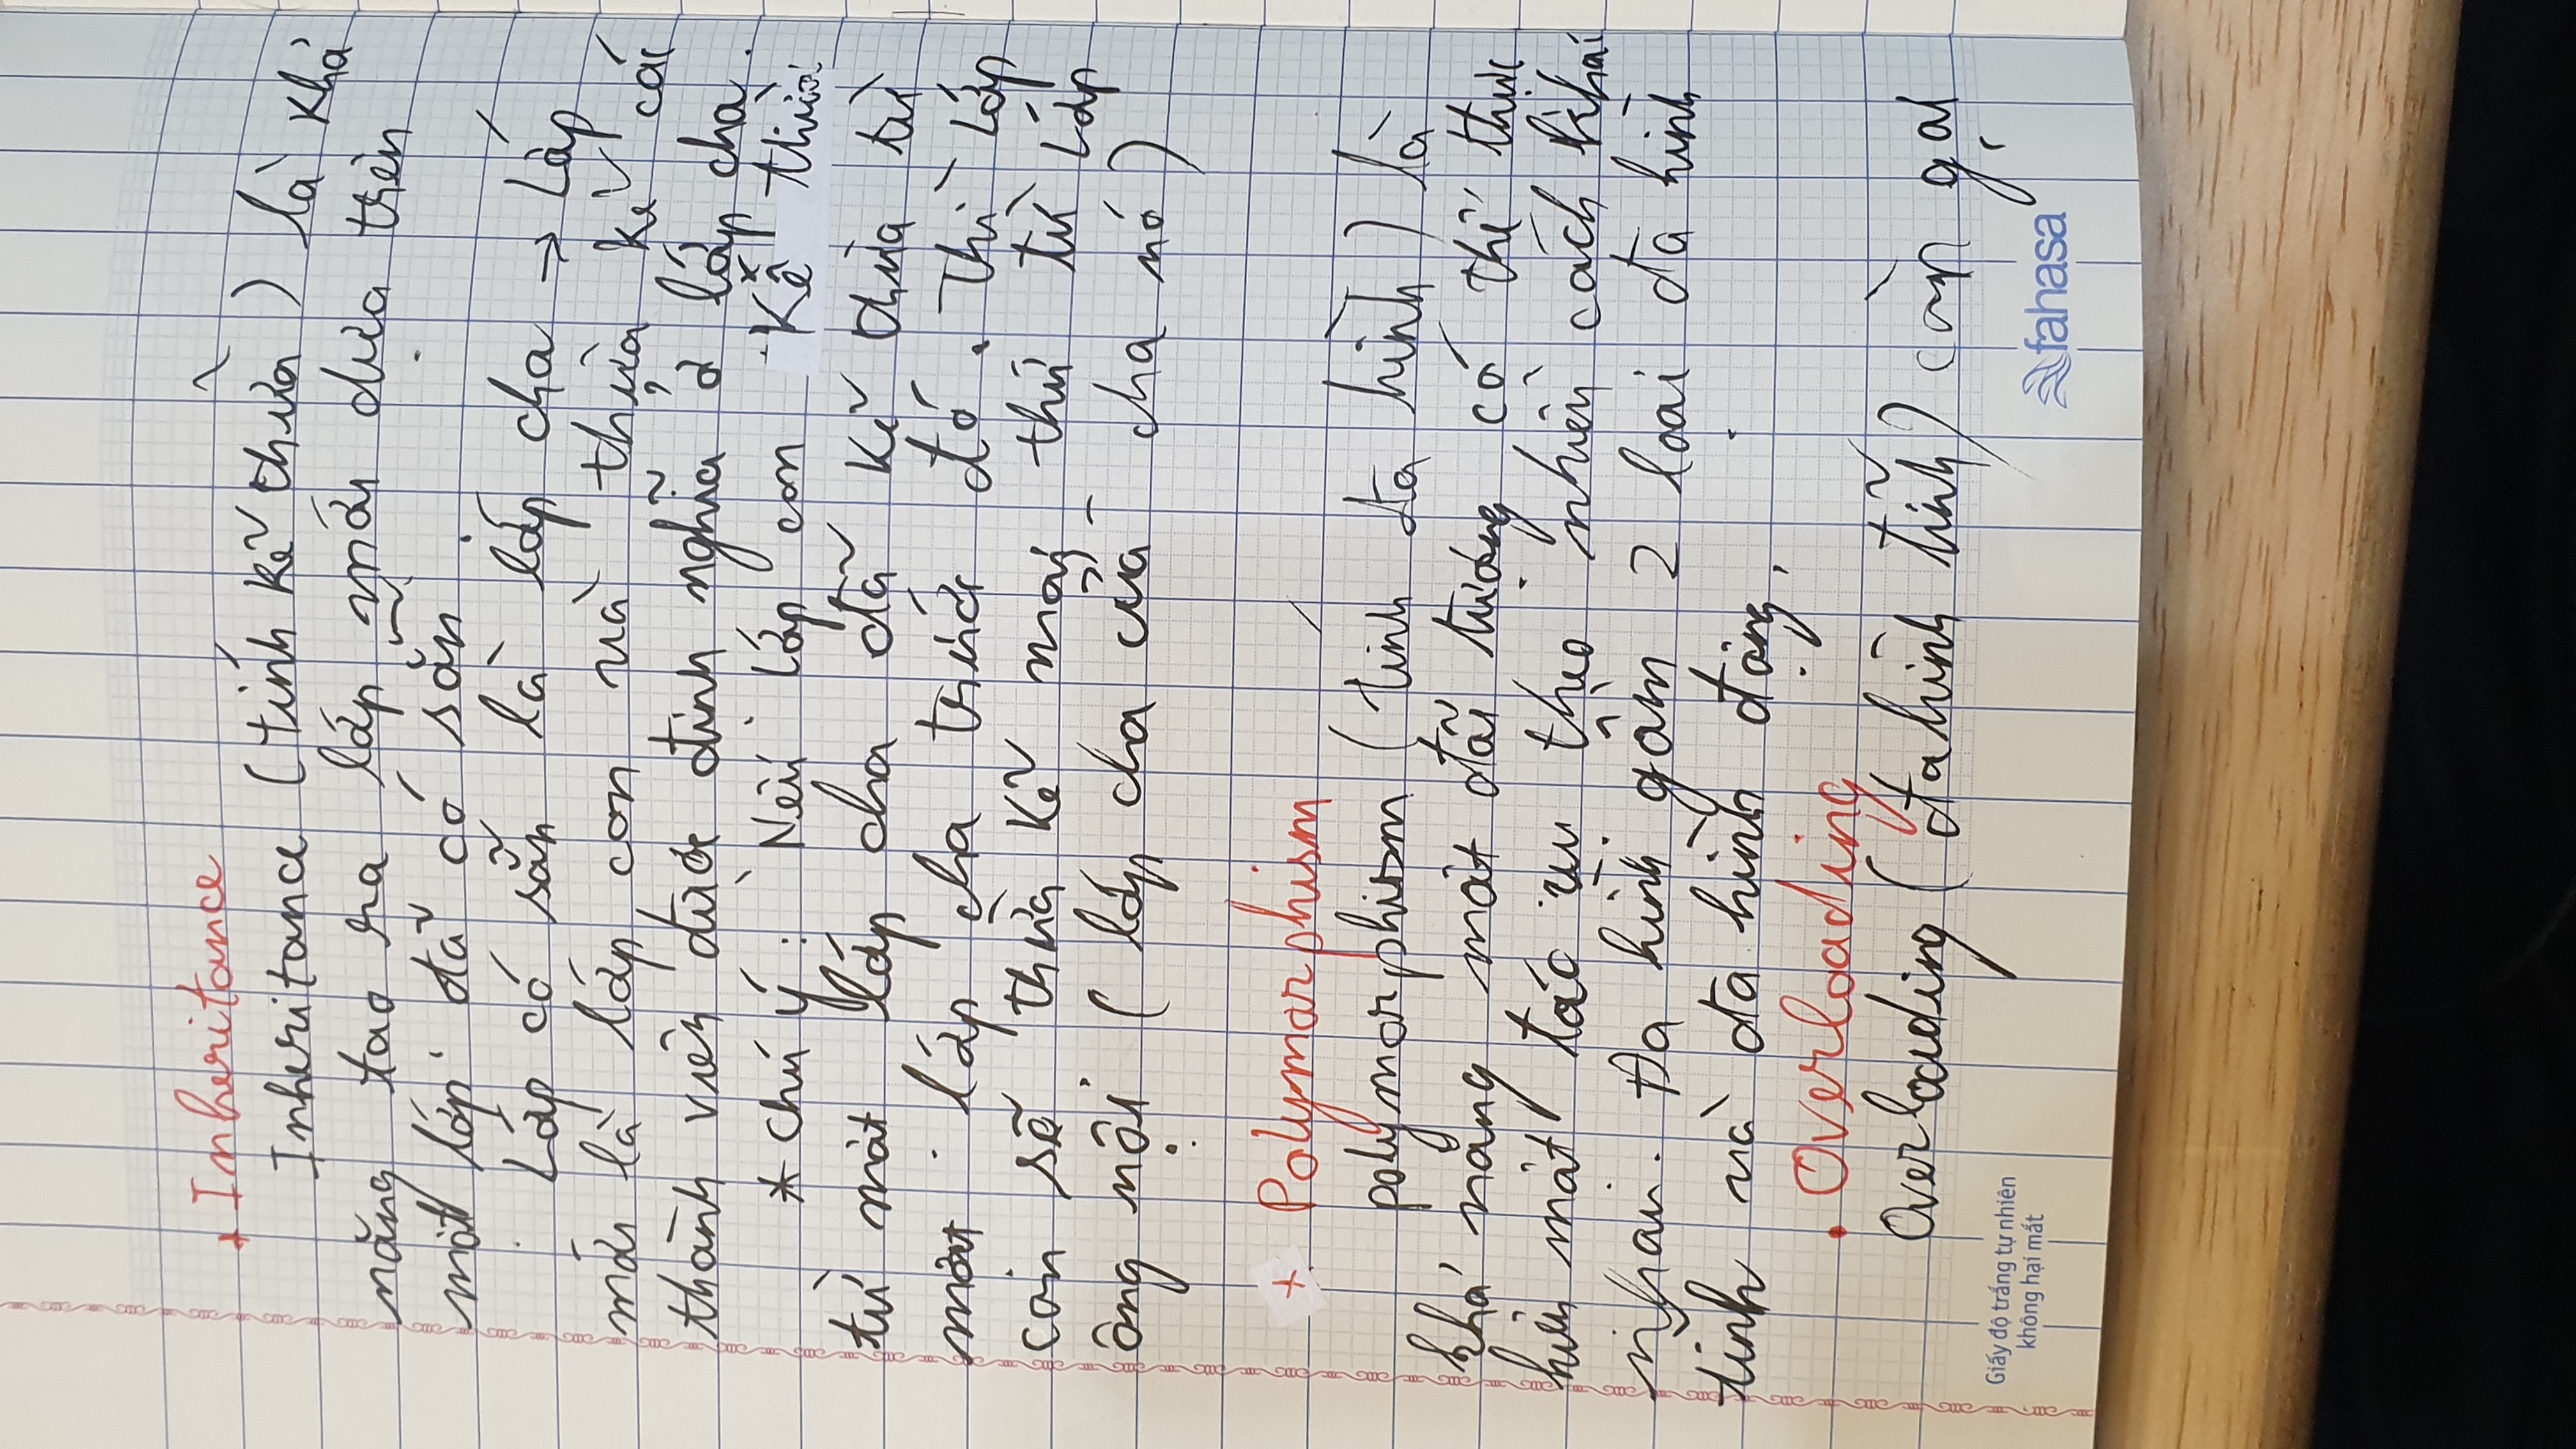 + Inheritance
Inheritance (tính kế thừa) là khả
năng tạo ra lớp mới dựa trên
một lớp đã có sẵn.
Lớp có sẵn là lớp cha → Lớp
mới là lớp con và thừa kế các
thành viên được định nghĩa ở lớp cha.
* chú ý: Nếu lớp con kế thừa
từ một lớp cha đã kế thừa từ
một lớp cha trước đó. Thì lớp
con sẽ thừa kế mọi thứ từ lớp
ông nội (lớp cha của cha nó)
+ Polymorphism
polymorphism (tính đa hình) là
khả năng một đối tượng có thể thực
hiện một tác vụ theo nhiều cách khác
nhau. Đa hình gồm 2 loại đa hình
tĩnh và đa hình động.
. Overloading
Overloading (đa hình tĩnh) còn gọi
Giấy độ trắng tự nhiên
không hại mắt
fahasa